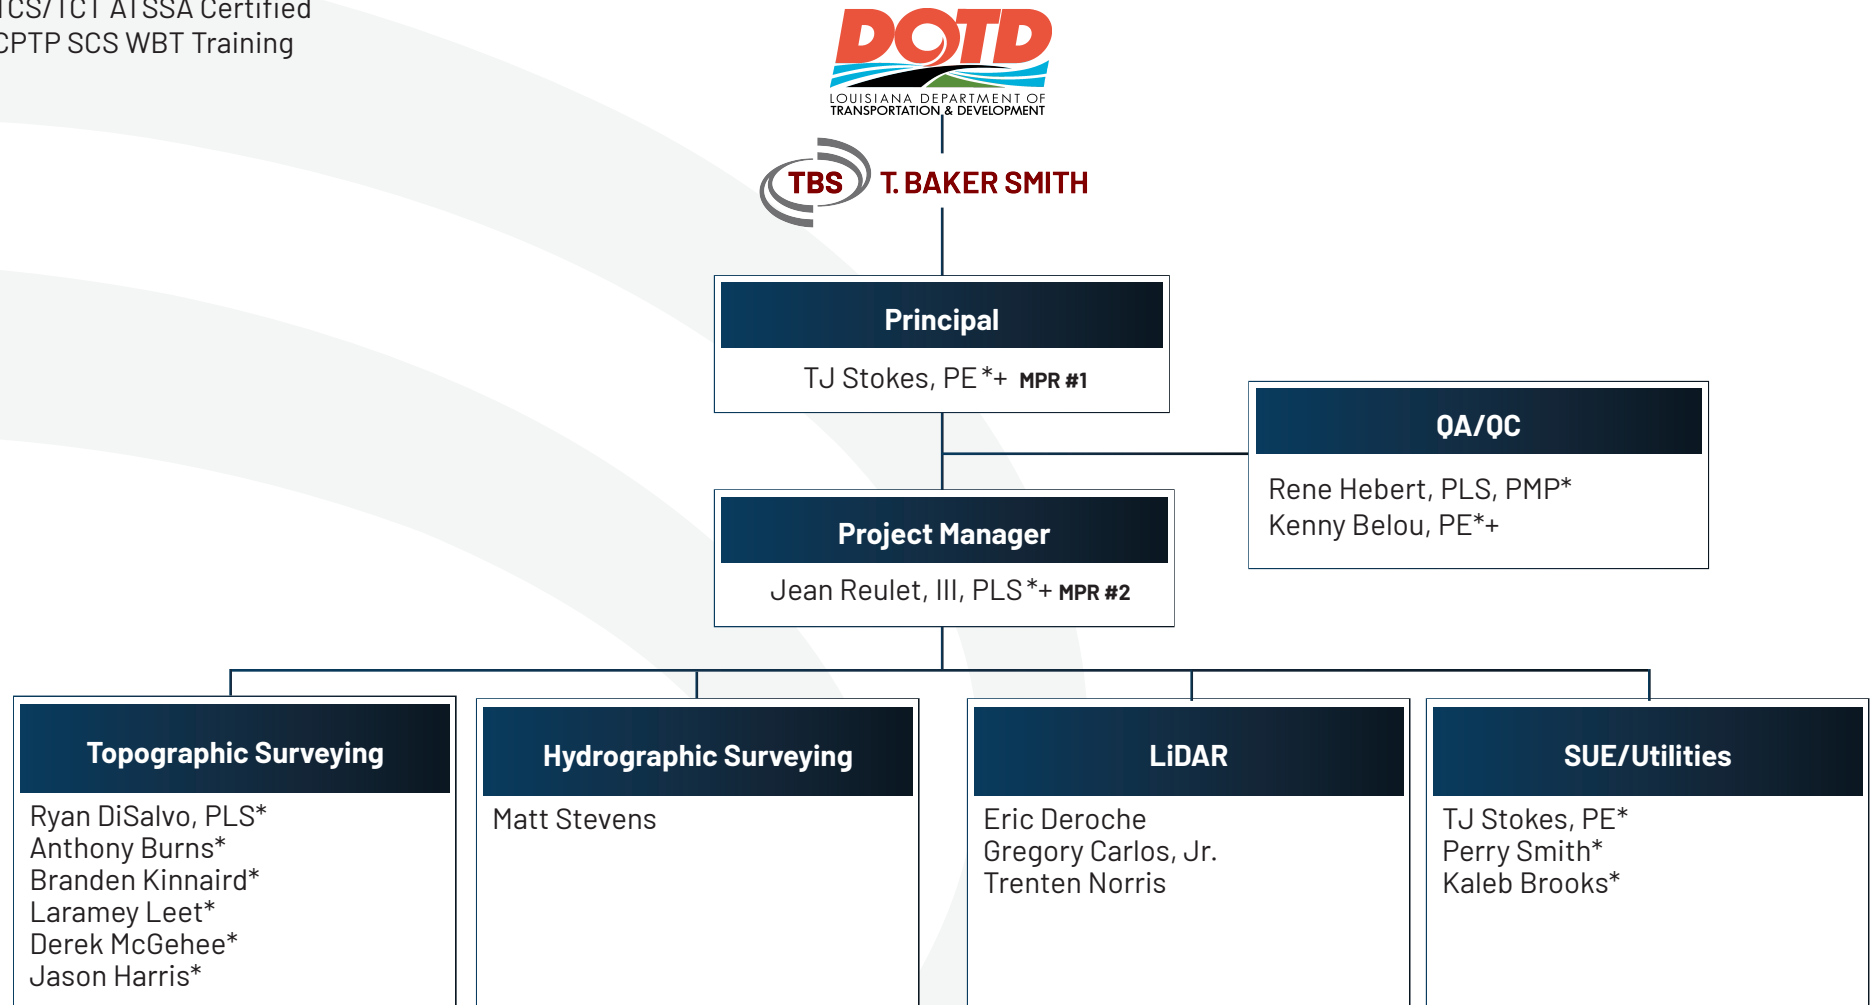 TCS/TCT ATSSA Certified
CPTP SCS WBT Training
DOTD
LOUISIANA DEPARTMENT OF
TRANSPORTATION & DEVELOPMENT
TBS T. BAKER SMITH
Principal
TJ Stokes, PE*+ MPR #1
QA/QC
Rene Hebert, PLS, PMP*
Kenny Belou, PE*+
Project Manager
Jean Reulet, III, PLS*+ MPR #2
Topographic Surveying
Ryan DiSalvo, PLS*
Anthony Burns*
Branden Kinnaird*
Laramey Leet*
Derek McGehee*
Jason Harris*
Hydrographic Surveying
Matt Stevens
LiDAR
Eric Deroche
Gregory Carlos, Jr.
Trenten Norris
SUE/Utilities
TJ Stokes, PE*
Perry Smith*
Kaleb Brooks*